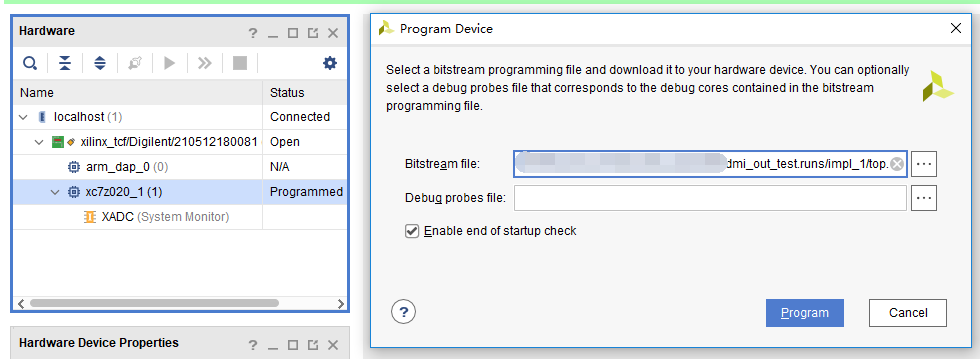 Hardware
Name Status
localhost (1) Connected
xilinx_tcf/Digilent/210512180081 Open
arm_dap_0 (0) N/A
xc7z020_1 (1) Programmed
XADC (System Monitor)
Hardware Device Properties
Program Device
Select a bitstream programming file and download it to your hardware device. You can optionally
select a debug probes file that corresponds to the debug cores contained in the bitstream
programming file.
Bitstream file: dmi_out_test.runs/impl_1/top.
Debug probes file:
Enable end of startup check
Program Cancel